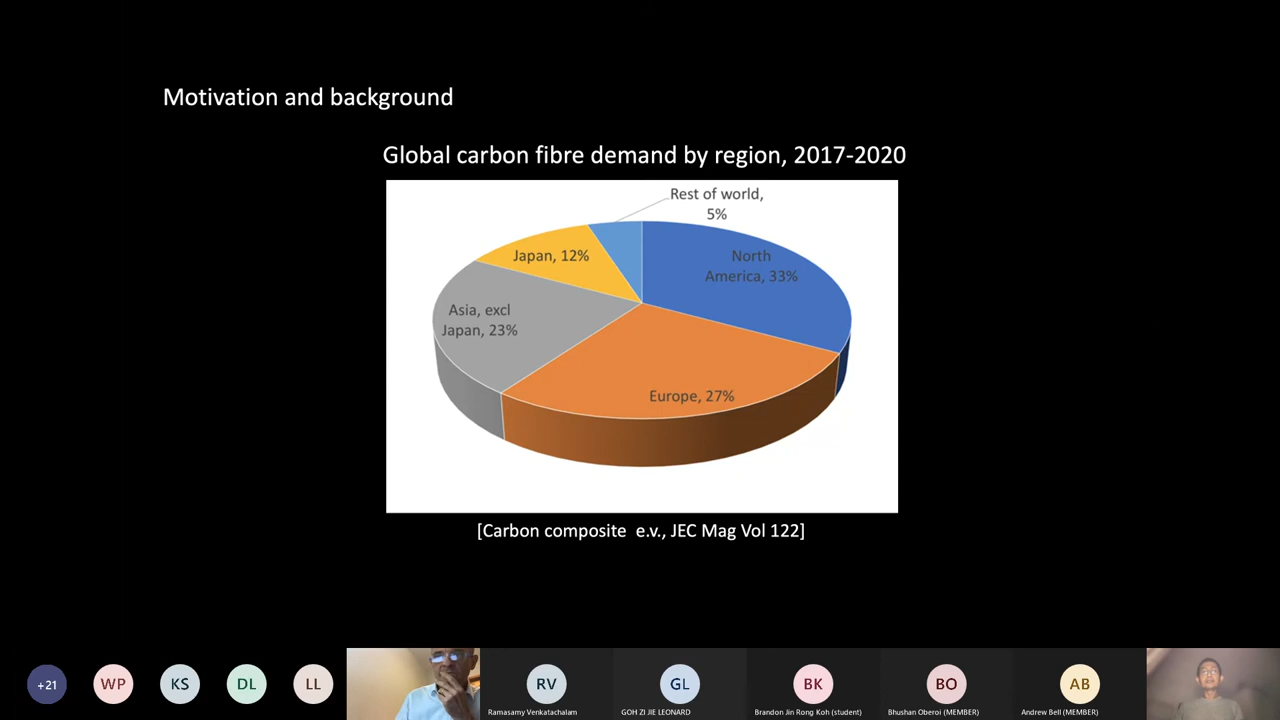 Motivation and background
Global carbon fibre demand by region, 2017-2020
Rest of world,
5%
Japan, 12%
North
America, 33%
Asia, excl
Japan, 23%
Europe, 27%
[Carbon composite  e.v., JEC Mag Vol 122]
+21
WP
KS
DL
LL
RV
GL
BK
BO
AB
Ramasamy Venkatachalam
GOH ZI JIE LEONARD
Brandon Jin Rong Koh (student)
Bhushan Oberoi (MEMBER)
Andrew Bell (MEMBER)